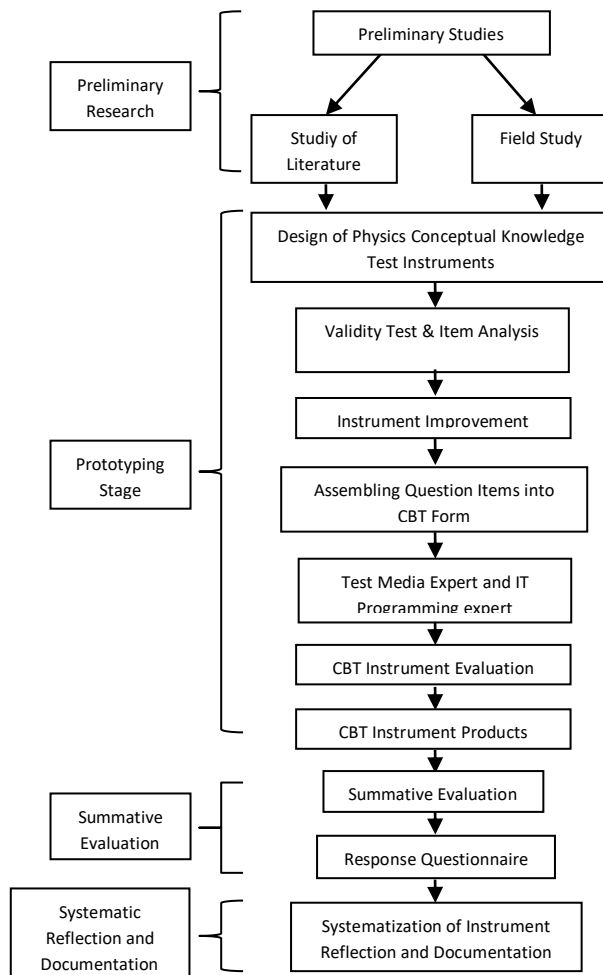 Preliminary Studies
Preliminary
Research
Studiy of
Literature
Field Study
Design of Physics Conceptual Knowledge
Test Instruments
Validity Test & Item Analysis
Instrument Improvement
Prototyping
Stage
Assembling Question Items into
CBT Form
Test Media Expert and IT
Programming expert
CBT Instrument Evaluation
CBT Instrument Products
Summative
Evaluation
Summative Evaluation
Response Questionnaire
Systematic
Reflection and
Documentation
Systematization of Instrument
Reflection and Documentation